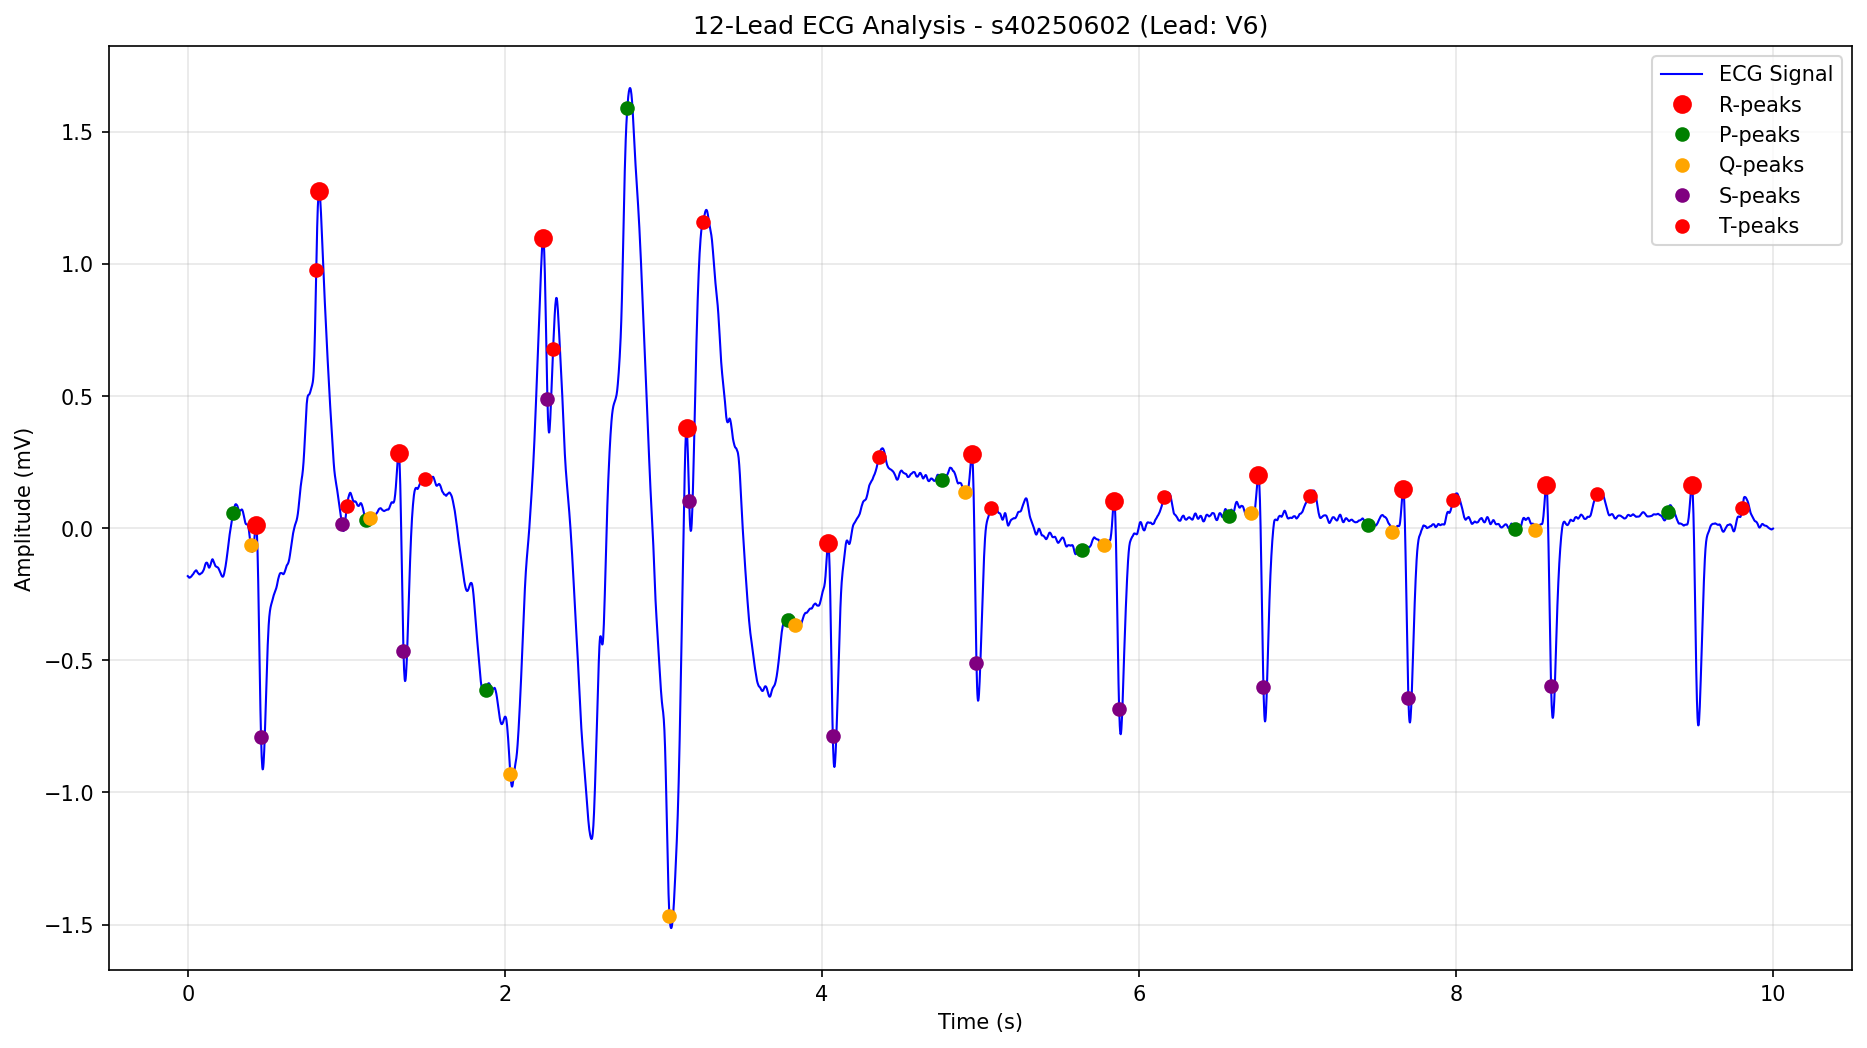 12-Lead ECG Analysis - s40250602 (Lead: V6)
ECG Signal
R-peaks
P-peaks
Q-peaks
S-peaks
T-peaks
Amplitude (mV)
1.5
1.0
0.5
0.0
−0.5
−1.0
−1.5
0
2
4
6
8
10
Time (s)